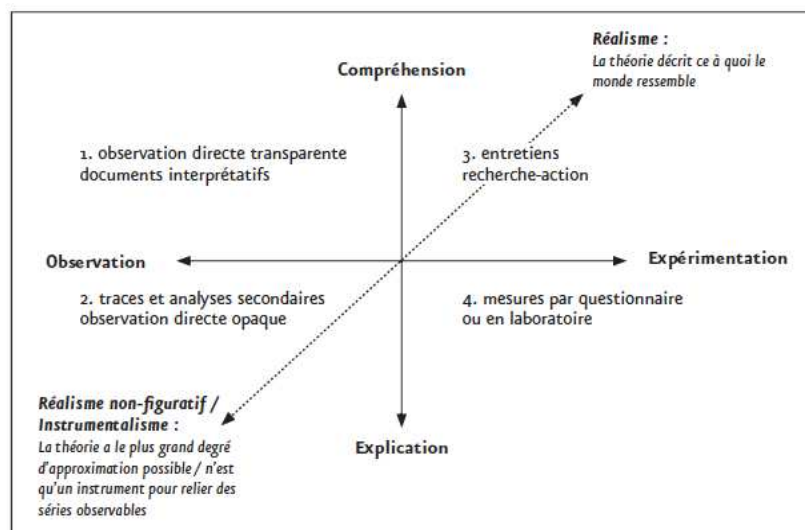 Réalisme :
La théorie décrit ce à quoi le
monde ressemble
Compréhension
1. observation directe transparente
documents interprétatifs
3. entretiens
recherche-action
Observation
Expérimentation
2. traces et analyses secondaires
observation directe opaque
4. mesures par questionnaire
ou en laboratoire
Réalisme non-figuratif /
Instrumentalisme :
La théorie a le plus grand degré
d'approximation possible / n'est
qu'un instrument pour relier des
séries observables
Explication